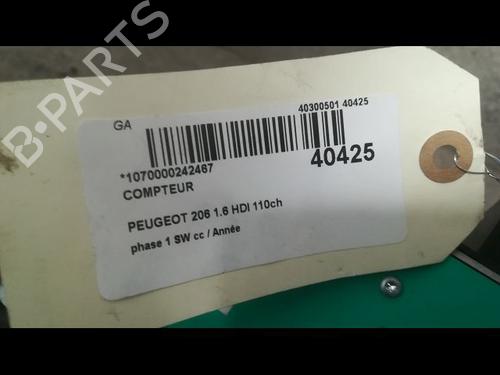 B-PARTS
GA
40300501 40425
*1070000242467
40425
COMPTEUR
PEUGEOT 206 1.6 HDI 110ch
phase 1 SW cc / Année